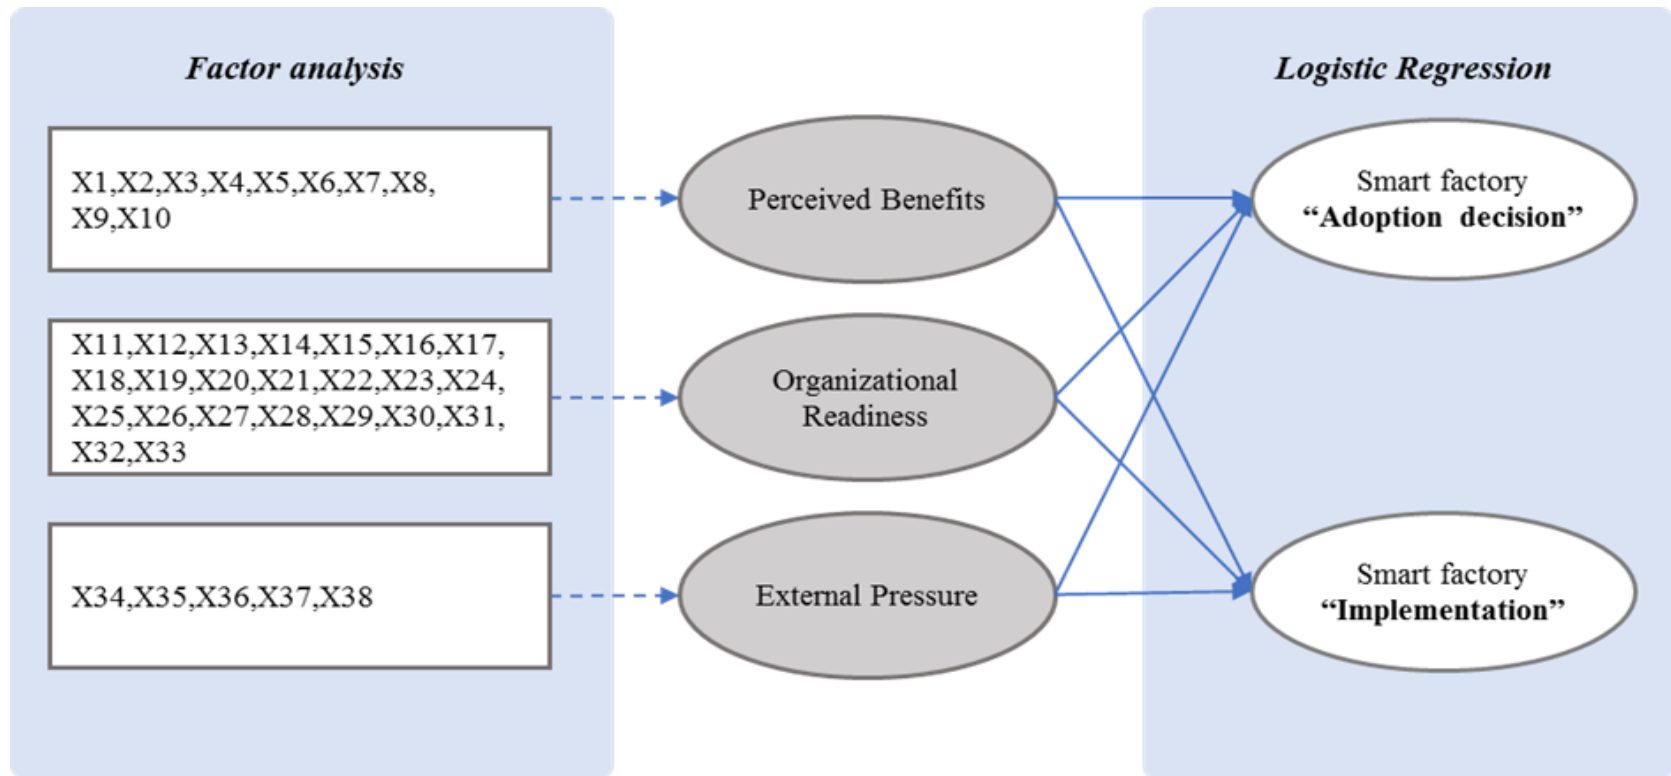 Factor analysis
X1,X2,X3,X4,X5,X6,X7,X8,
X9,X10
X11,X12,X13,X14,X15,X16,X17,
X18,X19,X20,X21,X22,X23,X24,
X25,X26,X27,X28,X29,X30,X31,
X32,X33
X34,X35,X36,X37,X38
Perceived Benefits
Organizational
Readiness
External Pressure
Logistic Regression
Smart factory
“Adoption decision”
Smart factory
“Implementation”